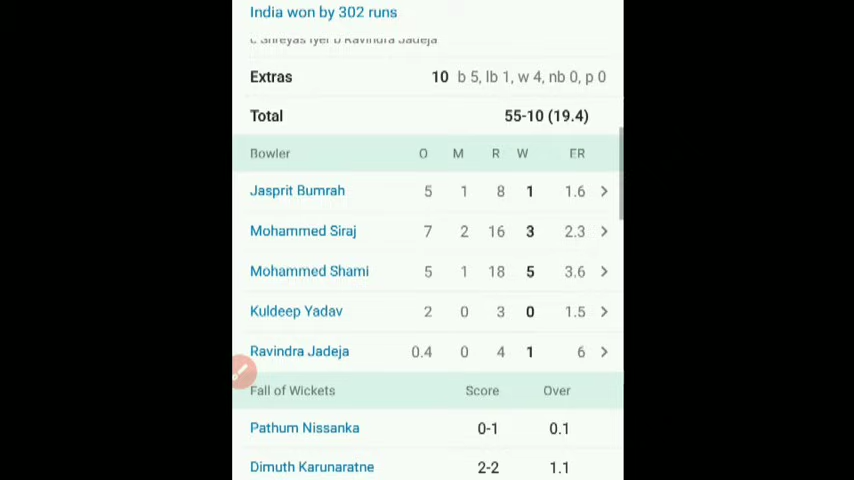 India won by 302 runs
c Shreyas Iyer b Ravindra Jadeja
Extras 10 b 5, lb 1, w 4, nb 0, p 0
Total 55-10 (19.4)
Bowler O M R W ER
Jasprit Bumrah 5 1 8 1 1.6
Mohammed Siraj 7 2 16 3 2.3
Mohammed Shami 5 1 18 5 3.6
Kuldeep Yadav 2 0 3 0 1.5
Ravindra Jadeja 0.4 0 4 1 6
Fall of Wickets Score Over
Pathum Nissanka 0-1 0.1
Dimuth Karunaratne 2-2 1.1